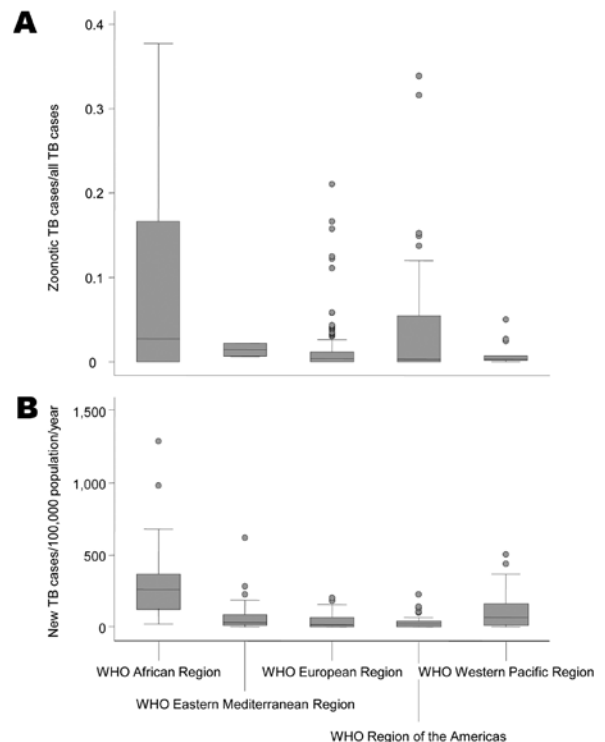 A
Zoonotic TB cases/all TB cases
0.4
0.3
0.2
0.1
0
B
New TB cases/100,000 population/year
1,500
1,000
500
0
WHO African Region
WHO European Region
WHO Western Pacific Region
WHO Eastern Mediterranean Region
WHO Region of the Americas